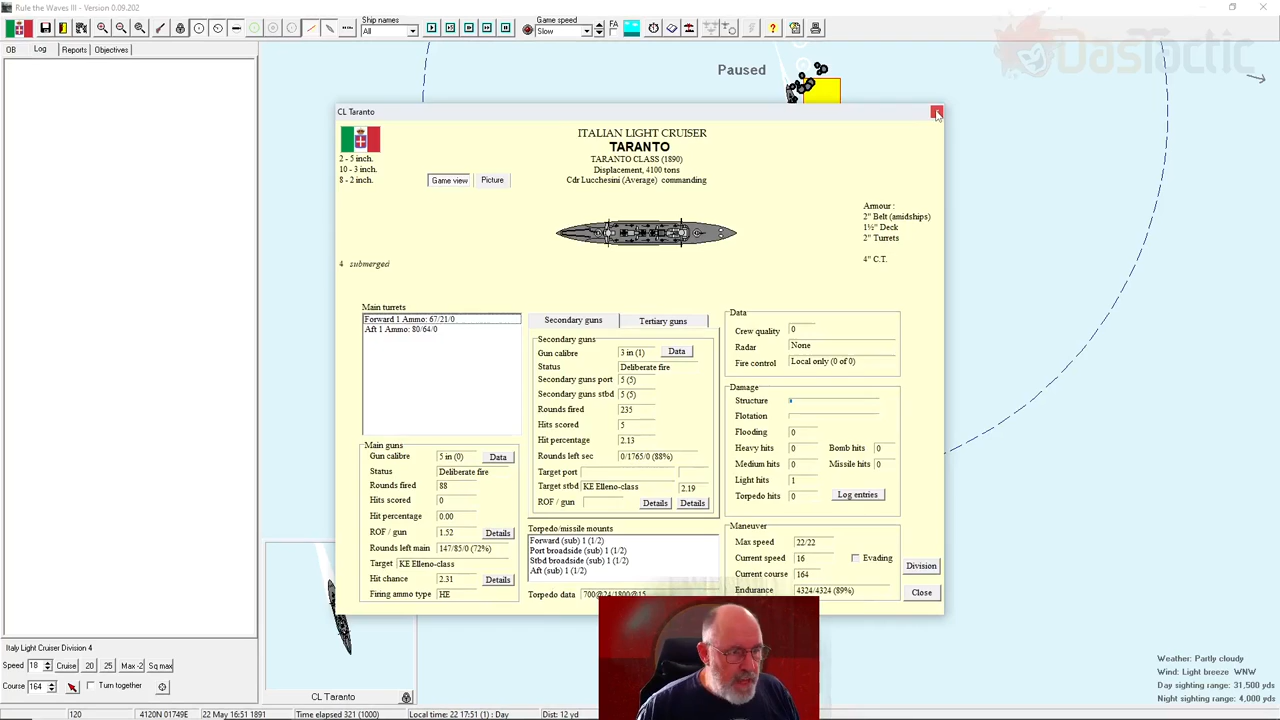 Rule the Waves III - Version 0.09.202
Ship names
All
Game speed
Slow
FA
OB
Log
Reports
Objectives
DasTactic
Paused
CL Taranto
2 - 5 inch.
10 - 3 inch.
8 - 2 inch.
Game view
Picture
ITALIAN LIGHT CRUISER
TARANTO
TARANTO CLASS (1890)
Displacement, 4100 tons
Cdr Lucchesini (Average) commanding
Armour :
2" Belt (amidships)
1½" Deck
2" Turrets
4" C.T.
4 submerged
Main turrets
Forward 1 Ammo: 67/21/0
Aft 1 Ammo: 80/64/0
Main guns
Gun calibre 5 in (0) Data
Status Deliberate fire
Rounds fired 88
Hits scored 0
Hit percentage 0.00
ROF / gun 1.52 Details
Rounds left main 147/85/0 (72%)
Target KE Elleno-class
Hit chance 2.31 Details
Firing ammo type HE
Secondary guns
Tertiary guns
Secondary guns
Gun calibre 3 in (1) Data
Status Deliberate fire
Secondary guns port 5 (5)
Secondary guns stbd 5 (5)
Rounds fired 235
Hits scored 5
Hit percentage 2.13
Rounds left sec 0/1765/0 (88%)
Target port
Target stbd KE Elleno-class 2.19
ROF / gun Details Details
Torpedo/missile mounts
Forward (sub) 1 (1/2)
Port broadside (sub) 1 (1/2)
Stbd broadside (sub) 1 (1/2)
Aft (sub) 1 (1/2)
Torpedo data 700@24/1800@15
Data
Crew quality 0
Radar None
Fire control Local only (0 of 0)
Damage
Structure
Flotation
Flooding 0
Heavy hits 0 Bomb hits 0
Medium hits 0 Missile hits 0
Light hits 1
Torpedo hits 0 Log entries
Maneuver
Max speed 22/22
Current speed 16 Evading
Current course 164
Endurance 4324/4324 (89%)
Division
Close
Italy Light Cruiser Division 4
Speed 18 Cruise 20 25 Max -2 Sq max
Course 164 Turn together
CL Taranto
Weather: Partly cloudy
Wind: Light breeze WNW
Day sighting range: 31,500 yds
Night sighting range: 4,000 yds
120
4120N 01749E
22 May 16:51 1891
Time elapsed 321 (1000)
Local time: 22 17:51 (1) : Day
Dist: 12 yd